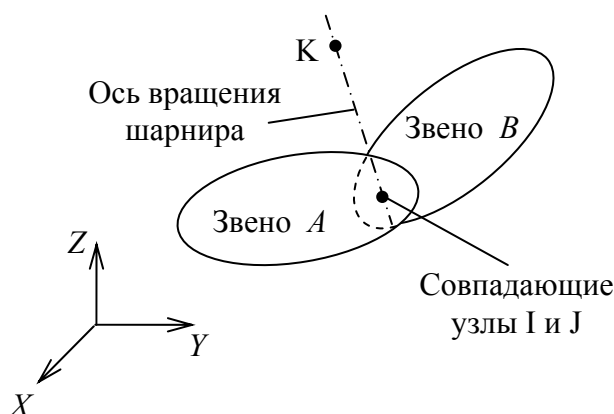 K
Ось вращения
шарнира
Звено B
Звено A
Z
Совпадающие
узлы I и J
Y
X